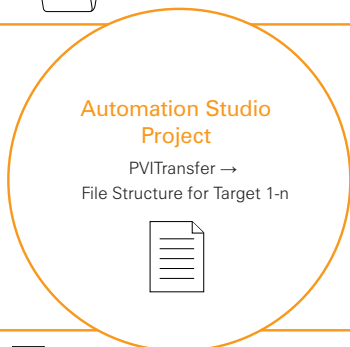 Automation Studio
Project
PVITransfer →
File Structure for Target 1-n